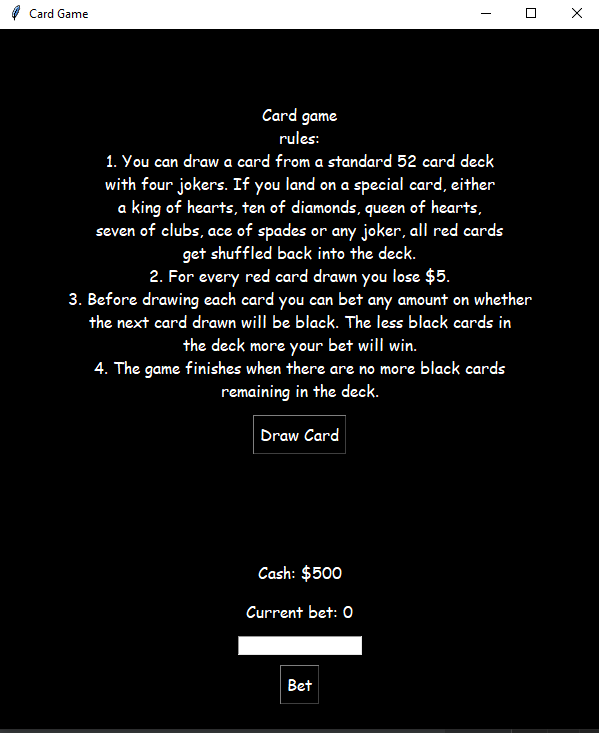 Card Game
Card game
rules:
1. You can draw a card from a standard 52 card deck
with four jokers. If you land on a special card, either
a king of hearts, ten of diamonds, queen of hearts,
seven of clubs, ace of spades or any joker, all red cards
get shuffled back into the deck.
2. For every red card drawn you lose $5.
3. Before drawing each card you can bet any amount on whether
the next card drawn will be black. The less black cards in
the deck more your bet will win.
4. The game finishes when there are no more black cards
remaining in the deck.
Draw Card
Cash: $500
Current bet: 0
Bet